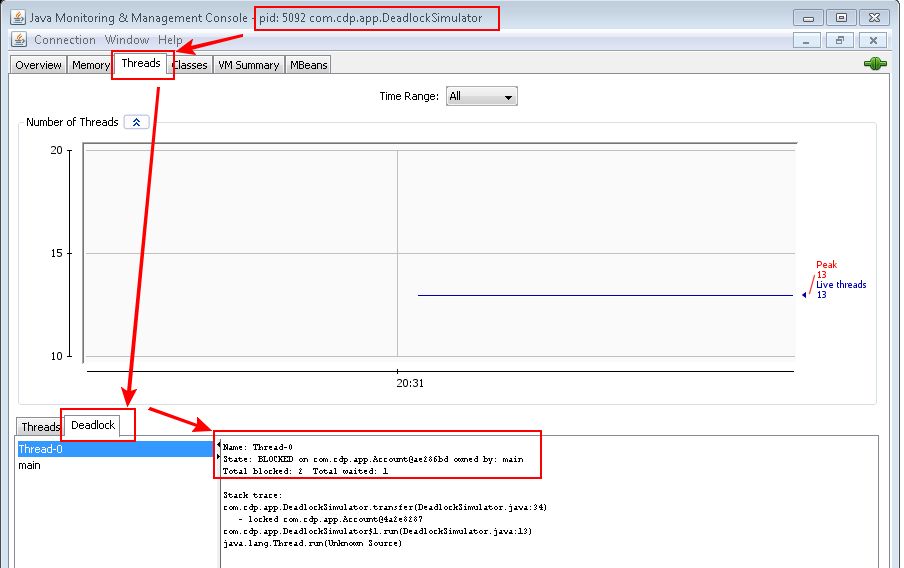 Java Monitoring & Management Console - pid: 5092 com.cdp.app.DeadlockSimulator
Connection Window Help
Overview Memory Threads Classes VM Summary MBeans
Time Range: All
Number of Threads
20
15
10
Peak
13
Live threads
13
20:31
Threads Deadlock
Thread-0
main
Name: Thread-0
State: BLOCKED on com.cdp.app.Account@ae286bd owned by: main
Total blocked: 2 Total waited: 1
Stack trace:
com.cdp.app.DeadlockSimulator.transfer(DeadlockSimulator.java:34)
- locked com.cdp.app.Account@4a2e8287
com.cdp.app.DeadlockSimulator$1.run(DeadlockSimulator.java:13)
java.lang.Thread.run(Unknown Source)